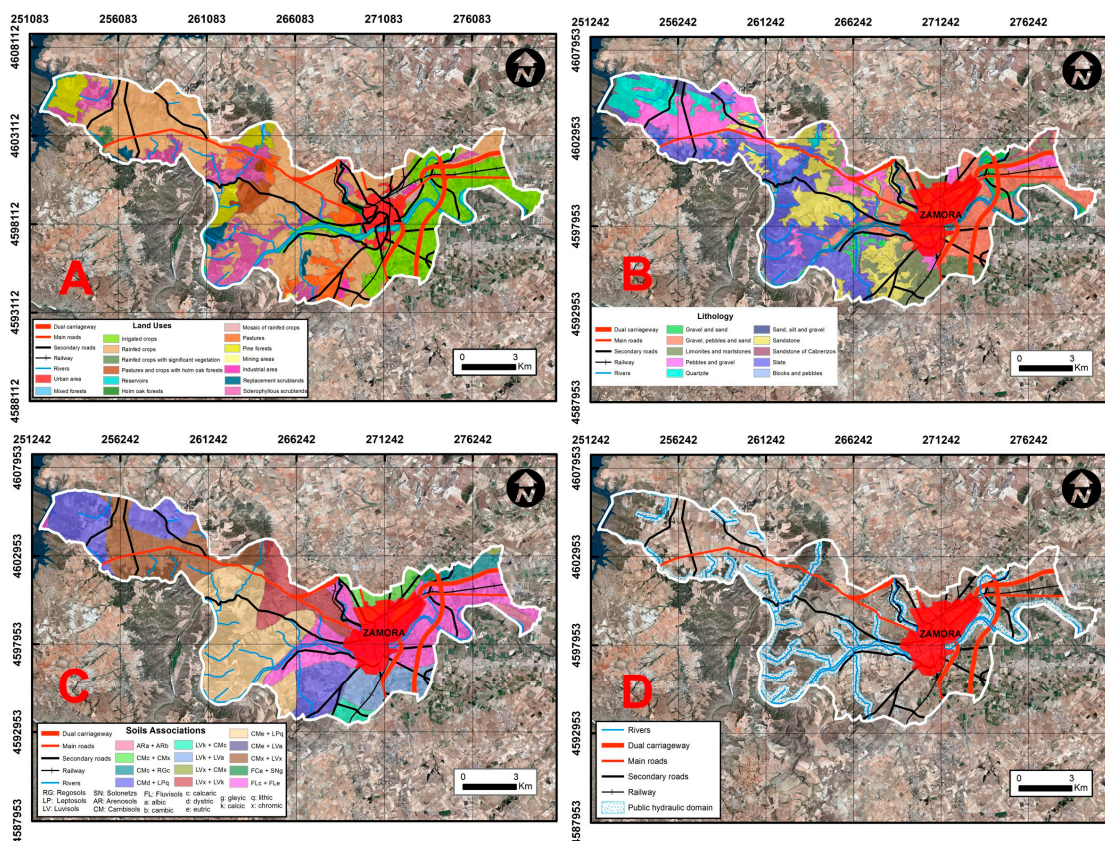 251083 256083 261083 266083 271083 276083
4608112
4603112
4598112
4593112
4588112
N
A
Land Uses
Dual carriageway
Main roads
Secondary roads
Railway
Rivers
Urban area
Mixed forests
Irrigated crops
Rainfed crops
Rainfed crops with significant vegetation
Pastures and crops with holm oak forests
Reservoirs
Holm oak forests
Mosaic of rainfed crops
Pastures
Pine forests
Mining areas
Industrial area
Replacement scrublands
Sclerophyllous scrublands
0 3
Km
251242 256242 261242 266242 271242 276242
4607953
4602953
4597953
4592953
4587953
N
ZAMORA
B
Lithology
Dual carriageway
Main roads
Secondary roads
Railway
Rivers
Gravel and sand
Gravel, pebbles and sand
Limonites and marlstones
Pebbles and gravel
Quartzite
Sand, silt and gravel
Sandstone
Sandstone of Cabrerizos
Slate
Blocks and pebbles
0 3
Km
251242 256242 261242 266242 271242 276242
4607953
4602953
4597953
4592953
4587953
N
ZAMORA
C
Soils Associations
Dual carriageway
Main roads
Secondary roads
Railway
Rivers
ARa + ARb
CMc + CMx
CMc + RGc
CMd + LPq
LVk + CMc
LVk + LVa
LVx + CMx
LVx + LVk
CMe + LPq
CMe + LVa
CMx + LVx
FCe + SNg
FLc + FLe
RG: Regosols SN: Solonetzs FL: Fluvisols c: calcaric g: gleyic q: lithic
LP: Leptosols AR: Arenosols a: albic d: dystric k: calcic x: chromic
LV: Luvisols CM: Cambisols b: cambic e: eutric
0 3
Km
251242 256242 261242 266242 271242 276242
4607953
4602953
4597953
4592953
4587953
N
ZAMORA
D
Rivers
Dual carriageway
Main roads
Secondary roads
Railway
Public hydraulic domain
0 3
Km